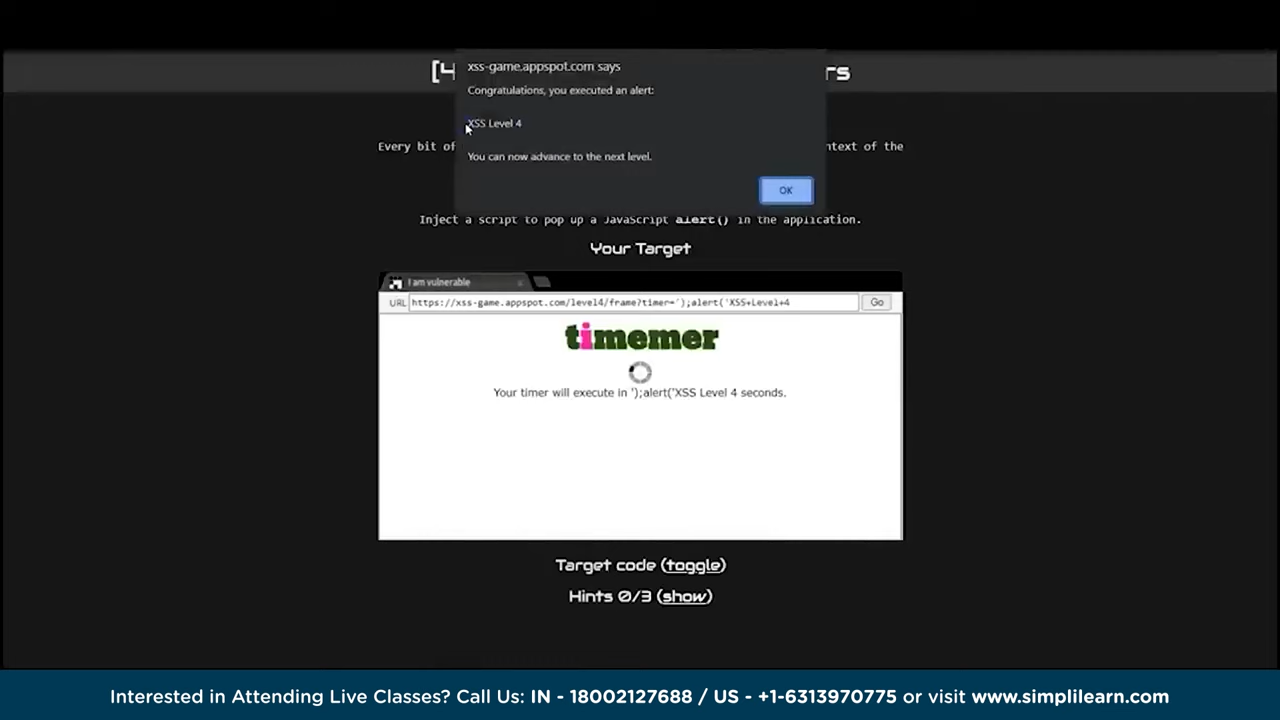 xss-game.appspot.com says
[4
rs
Congratulations, you executed an alert:
XSS Level 4
Every bit of
ntext of the
You can now advance to the next level.
OK
Inject a script to pop up a JavaScript alert() in the application.
Your Target
I am vulnerable
URL https://xss-game.appspot.com/level4/frame?timer=');alert('XSS+Level+4 Go
timemer
Your timer will execute in ');alert('XSS Level 4 seconds.
Target code (toggle)
Hints 0/3 (show)
Interested in Attending Live Classes? Call Us: IN - 18002127688 / US - +1-6313970775 or visit www.simplilearn.com